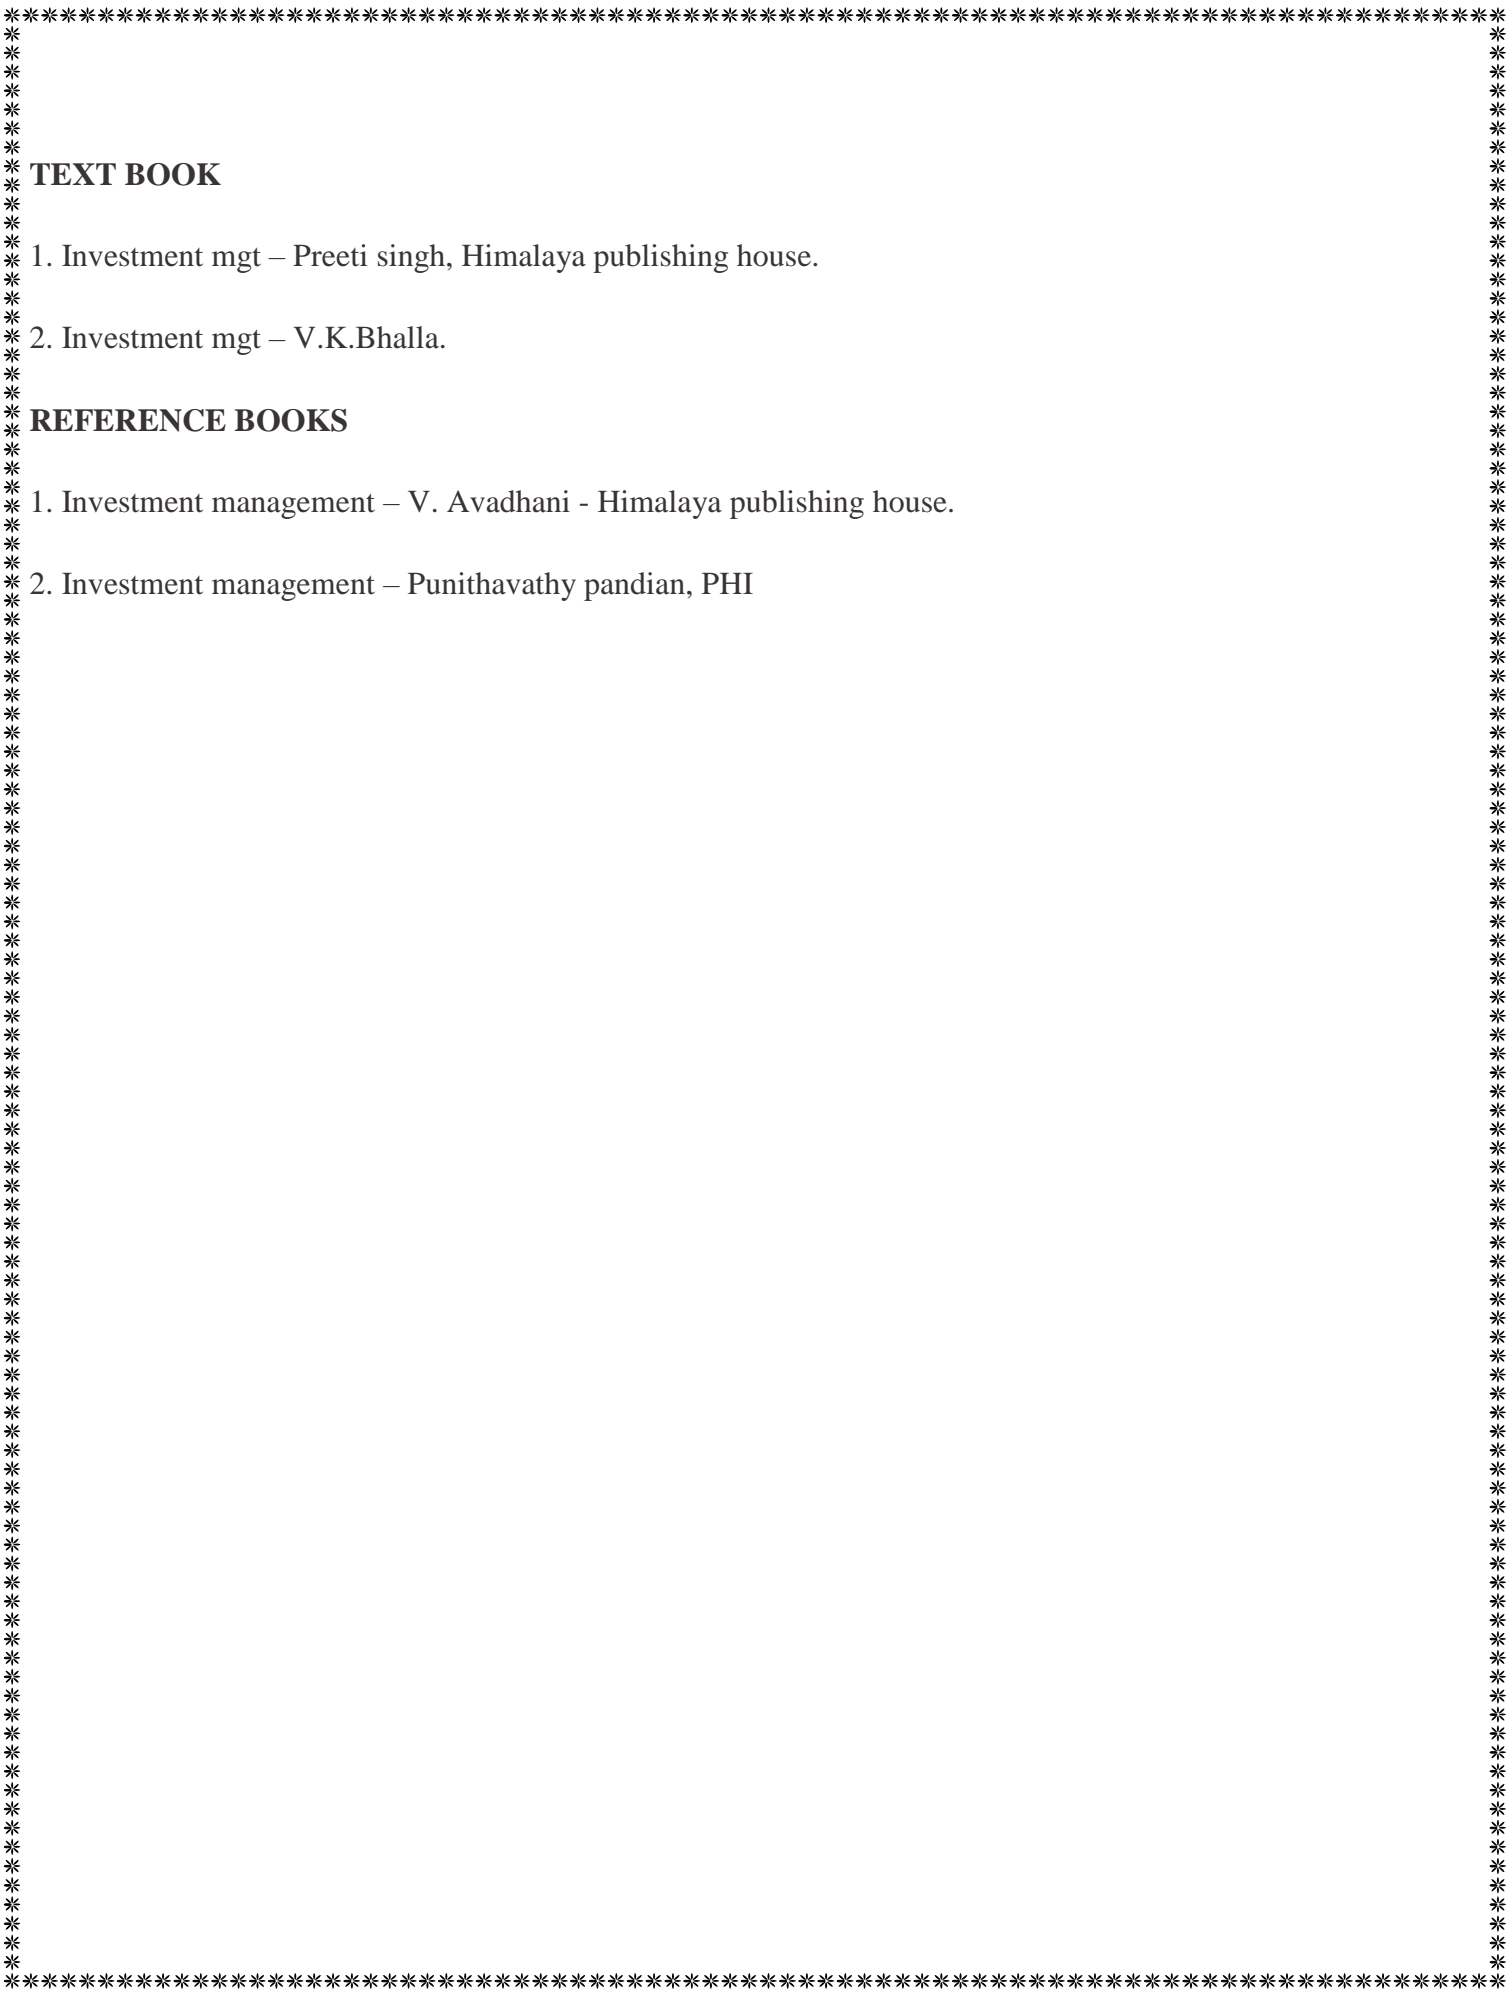 TEXT BOOK
1. Investment mgt – Preeti singh, Himalaya publishing house.
2. Investment mgt – V.K.Bhalla.
REFERENCE BOOKS
1. Investment management – V. Avadhani - Himalaya publishing house.
2. Investment management – Punithavathy pandian, PHI